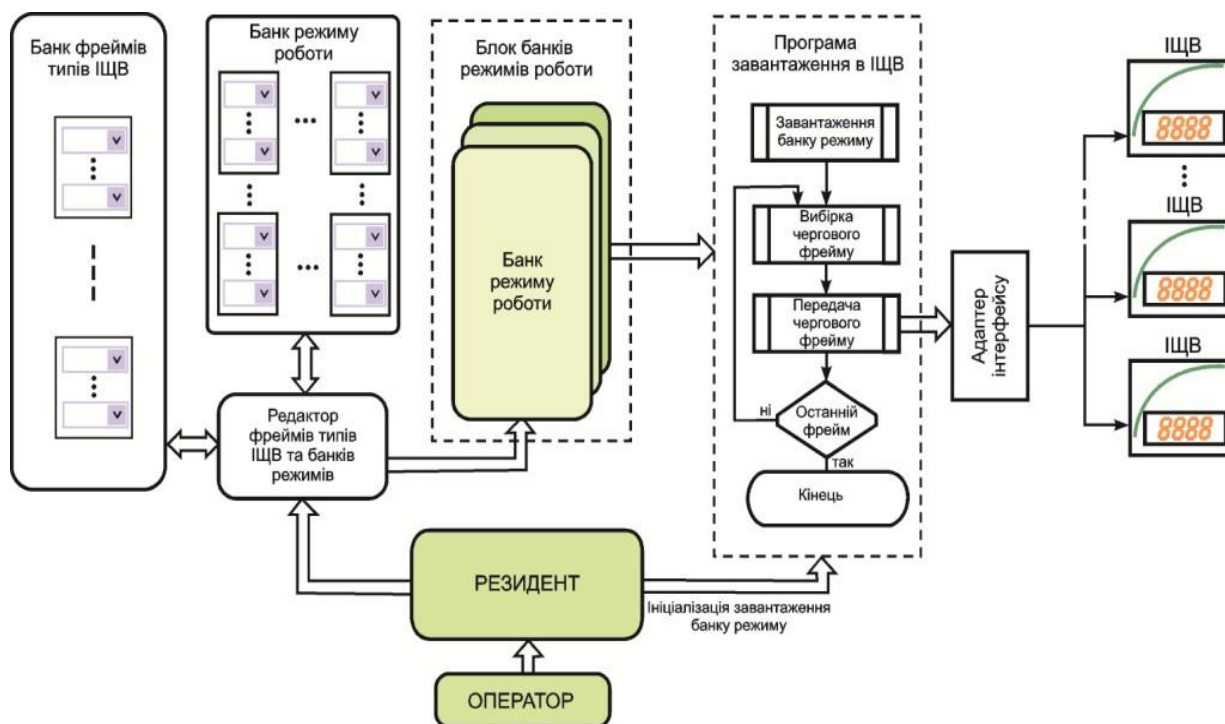 Банк фреймів
типів ІЩВ
Банк режиму
роботи
Блок банків
режимів роботи
Банк
режиму
роботи
Редактор
фреймів типів
ІЩВ та банків
режимів
РЕЗИДЕНТ
ОПЕРАТОР
Ініціалізація завантаження
банку режиму
Програма
завантаження в ІЩВ
Завантаження
банку режиму
Вибірка
чергового
фрейму
Передача
чергового
фрейму
ні
Останній
фрейм
так
Кінець
Адаптер
інтерфейсу
ІЩВ
8888
ІЩВ
8888
ІЩВ
8888